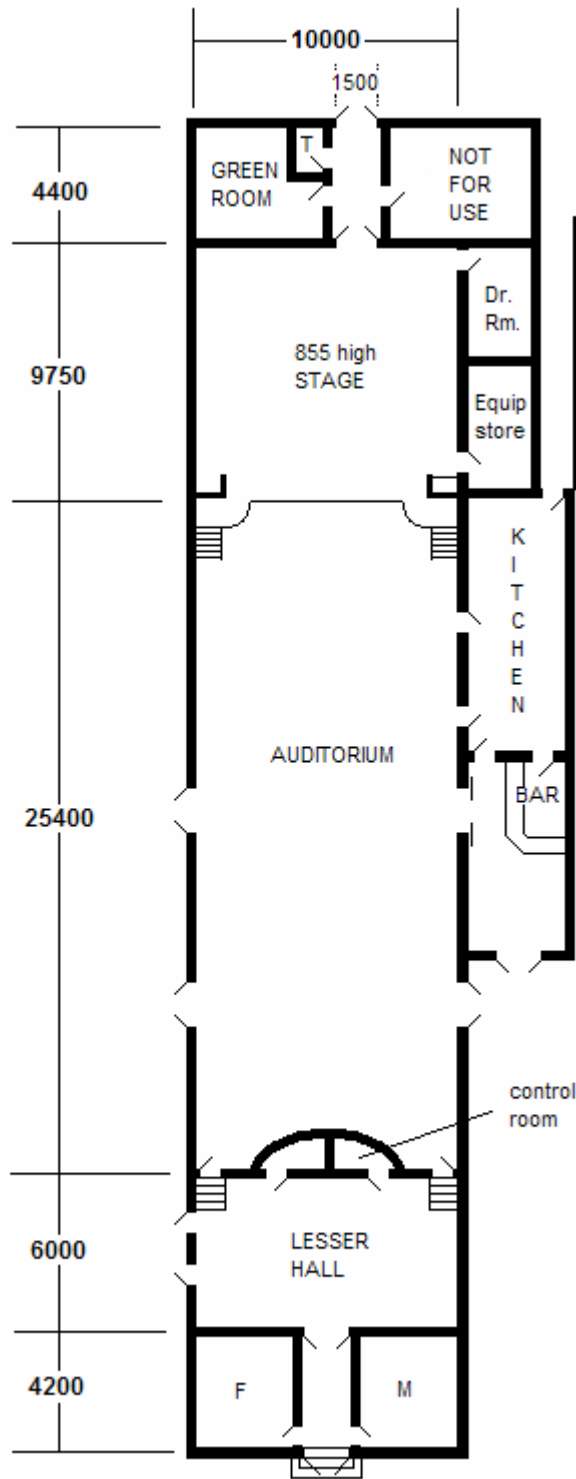 10000
1500
T
GREEN
ROOM
NOT
FOR
USE
4400
Dr.
Rm.
855 high
STAGE
9750
Equip
store
K
I
T
C
H
E
N
AUDITORIUM
BAR
25400
control
room
LESSER
HALL
6000
F
M
4200